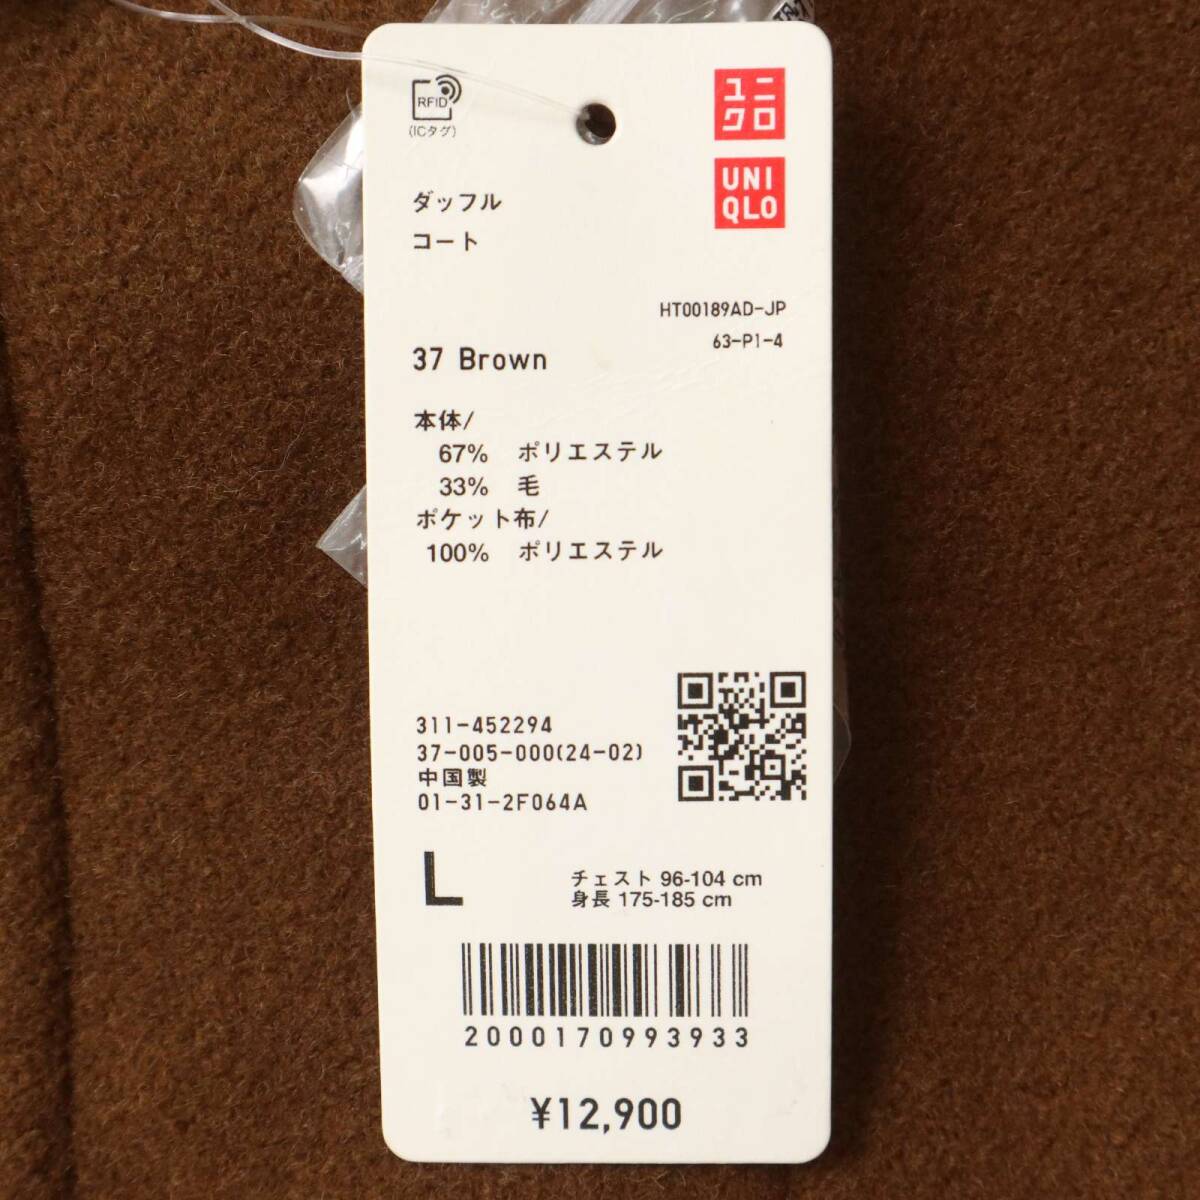 RFID
(ICタグ)
ユニ
クロ
UNI
QLO
ダッフル
コート
HT00189AD-JP
63-P1-4
37 Brown
本体/
67% ポリエステル
33% 毛
ポケット布/
100% ポリエステル
311-452294
37-005-000(24-02)
中国製
01-31-2F064A
L
チェスト 96-104 cm
身長 175-185 cm
2000170993933
¥12,900